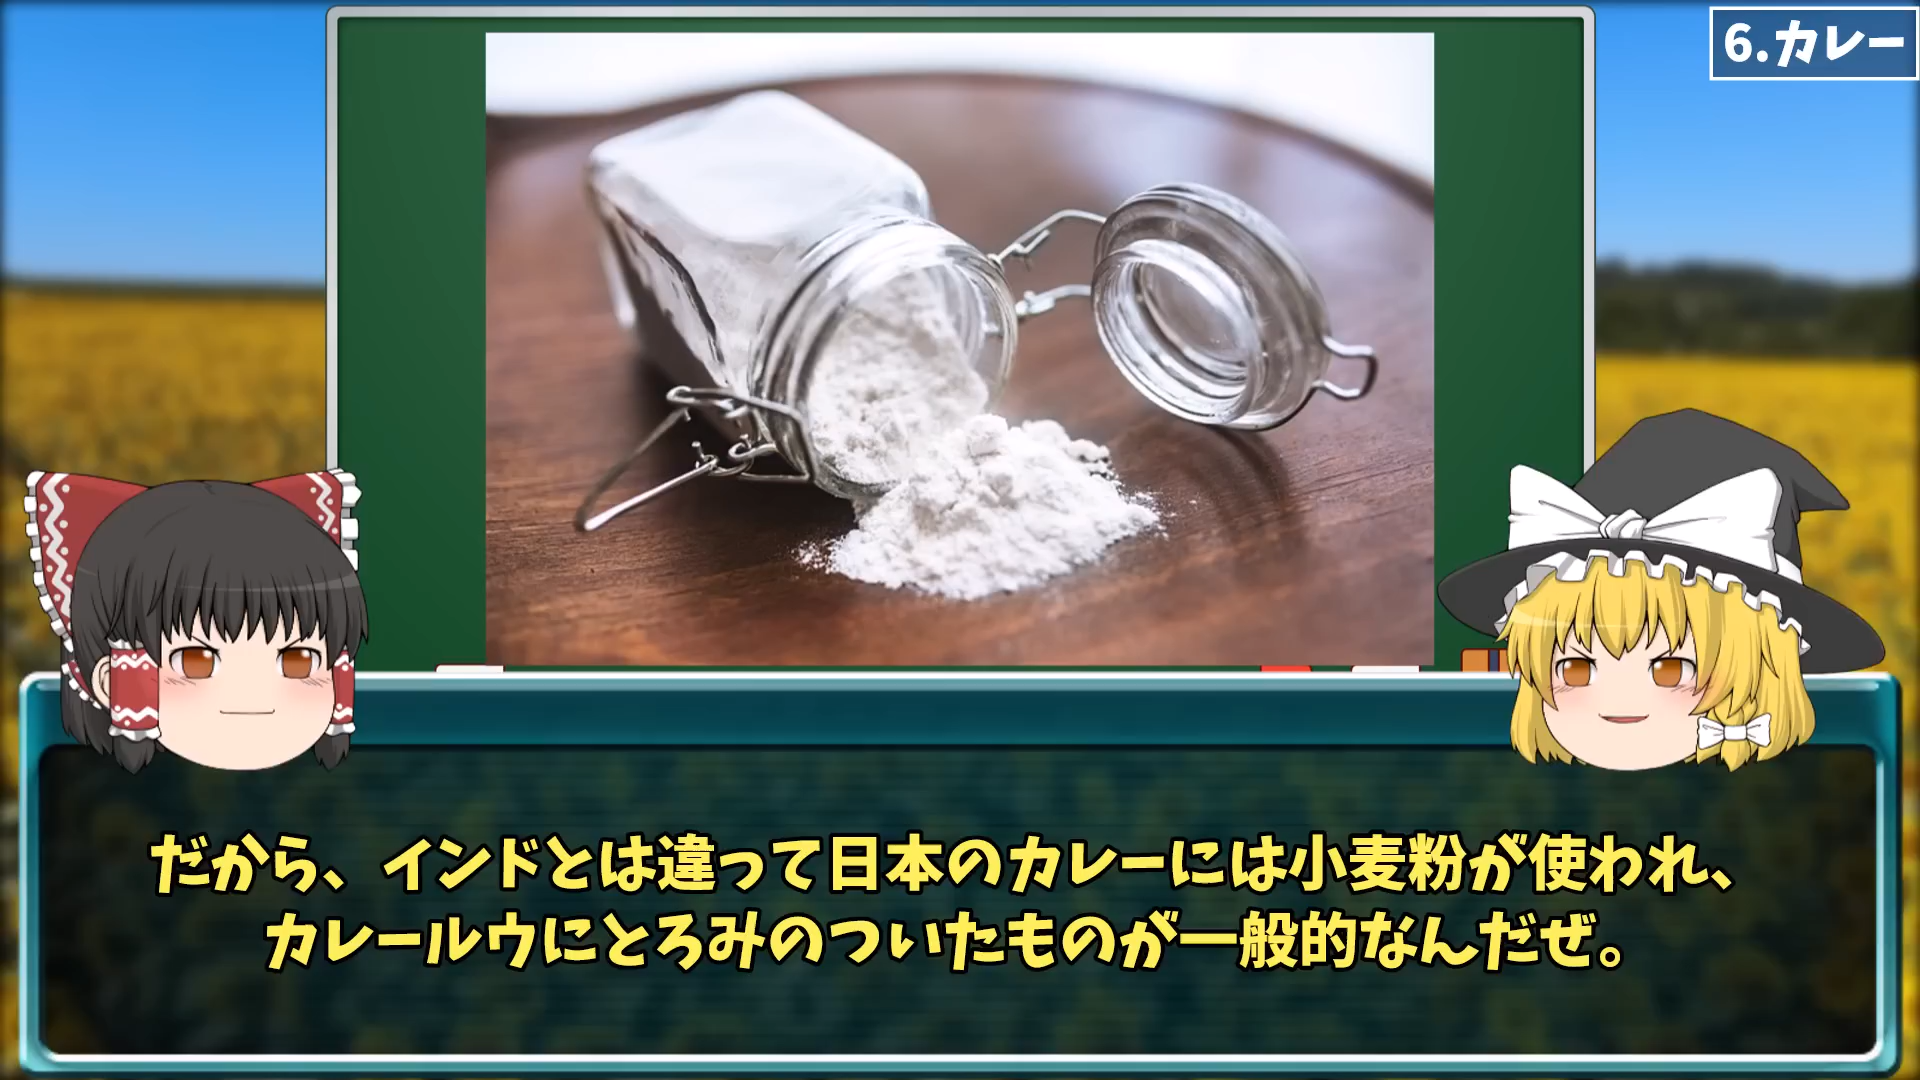 6.カレー
だから、インドとは違って日本のカレーには小麦粉が使われ、
カレールウにとろみのついたものが一般的なんだぜ。